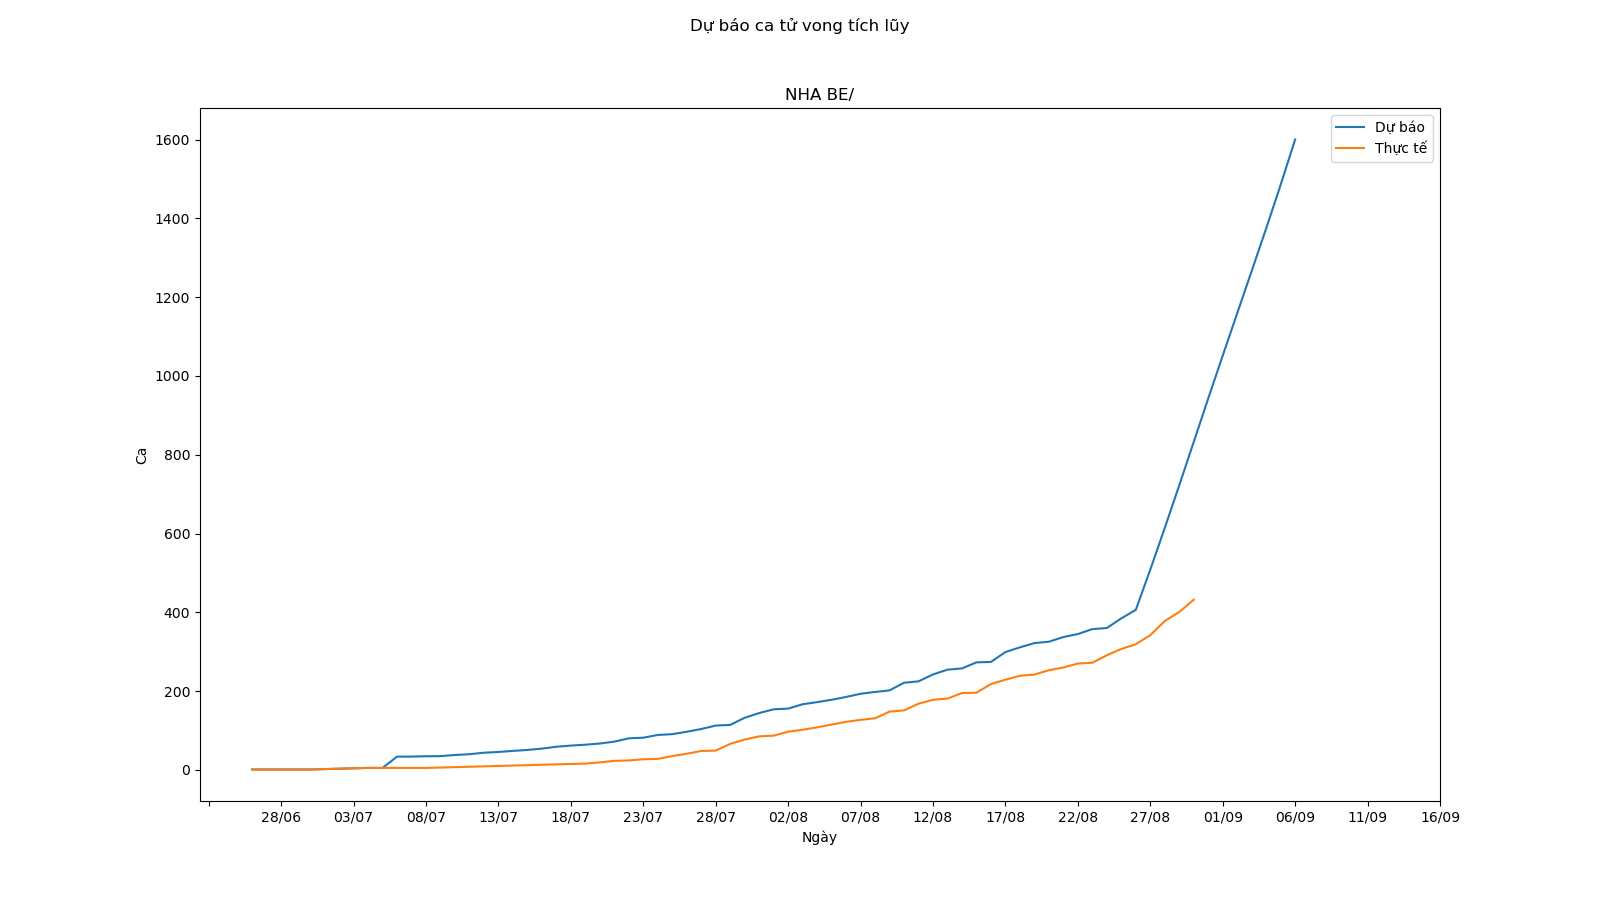 Dự báo ca tử vong tích lũy
NHA BE/
Dự báo
Thực tế
1600
1400
1200
1000
800
600
400
200
0
Ca
28/06 03/07 08/07 13/07 18/07 23/07 28/07 02/08 07/08 12/08 17/08 22/08 27/08 01/09 06/09 11/09 16/09
Ngày